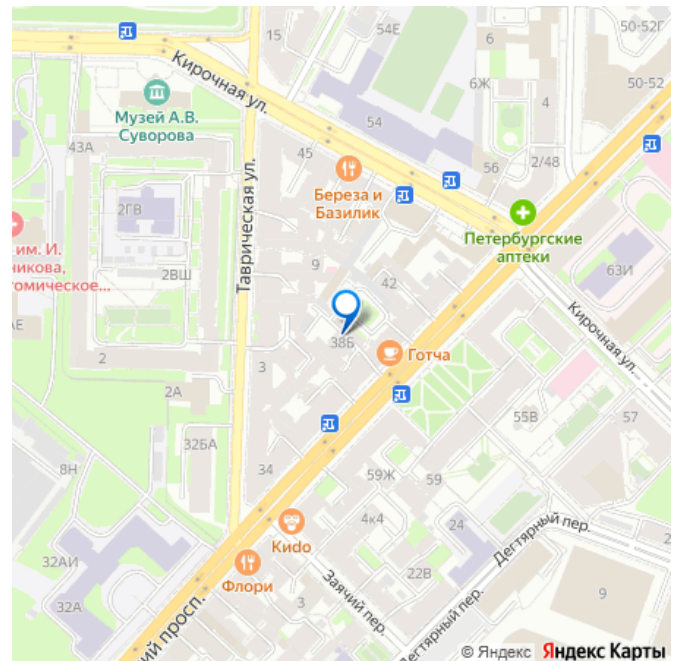 15
54Е
6
50-52Г
50-52
Кирочная ул.
6Ж
4
Музей А.В.
Суворова
54
43А
45
56
2/48
Береза и
Базилик
2ГВ
Петербургские
аптеки
Таврическая ул.
им. И.
никова,
томическое...
2ВШ
9
42
63И
Кирочная ул.
АЕ
38Б
Готча
2
3
2А
55В
57
32БА
34
8Н
59Ж
59
4к4
24
Дегтярный пер.
2
Кидо
32АИ
Флори
22В
Заячий пер.
32А
3
9
ий просп.
Дегтярный пер.
© Яндекс Яндекс Карты